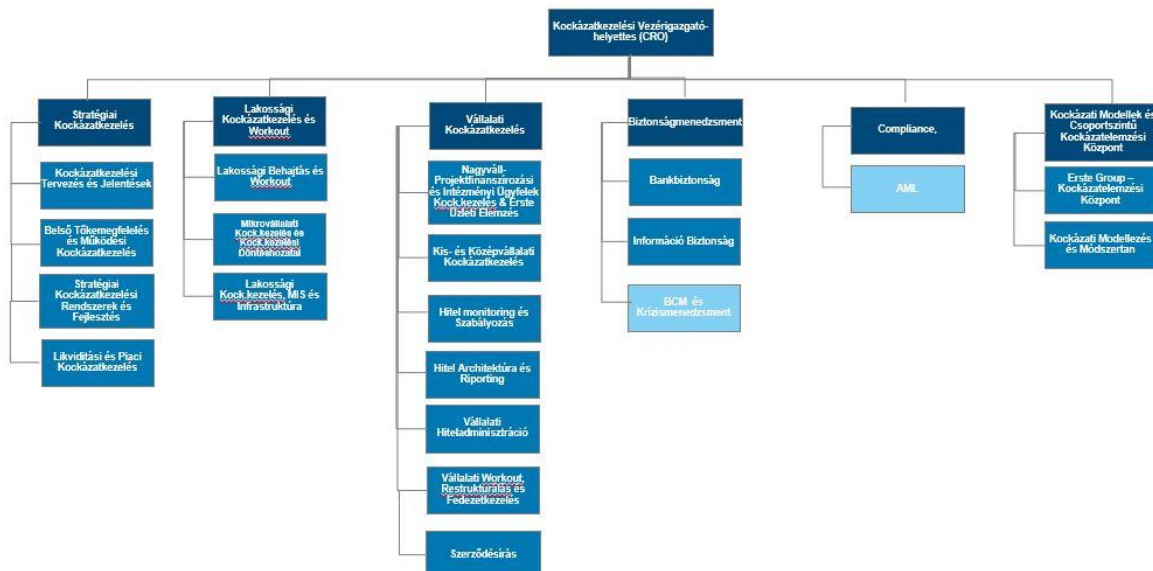 Kockázatkezelési Vezérigazgató-
helyettes (CRO)
Stratégiai
Kockázatkezelés
Kockázatkezelési
Tervezés és Jelentések
Belső Tőkemegfelelés
és Működési
Kockázatkezelés
Stratégiai
Kockázatkezelési
Rendszerek és
Fejlesztés
Likviditási és Piaci
Kockázatkezelés
Lakossági
Kockázatkezelés és
Workout
Lakossági Behajtás és
Workout
Mikrovállalati
Kock.kezelés és
Kock.kezelési
Döntéshozatal
Lakossági
Kock.kezelés, MIS és
Infrastruktúra
Vállalati
Kockázatkezelés
Nagyváll-
Projektfinanszírozási
és Intézményi Ügyfelek
Kock.kezelés & Erste
Üzleti Elemzés
Kis- és Középvállalati
Kockázatkezelés
Hitel monitoring és
Szabályozás
Hitel Architektúra és
Riporting
Vállalati
Hiteladminisztráció
Vállalati Workout,
Restruktúrálás és
Fedezetkezelés
Szerződésírás
Biztonságmenedzsment
Bankbiztonság
Információ Biztonság
BCM és
Krízismenedzsment
Compliance,
AML
Kockázati Modellek és
Csoportszintű
Kockázatelemzési
Központ
Erste Group –
Kockázatelemzési
Központ
Kockázati Modellezés
és Módszertan